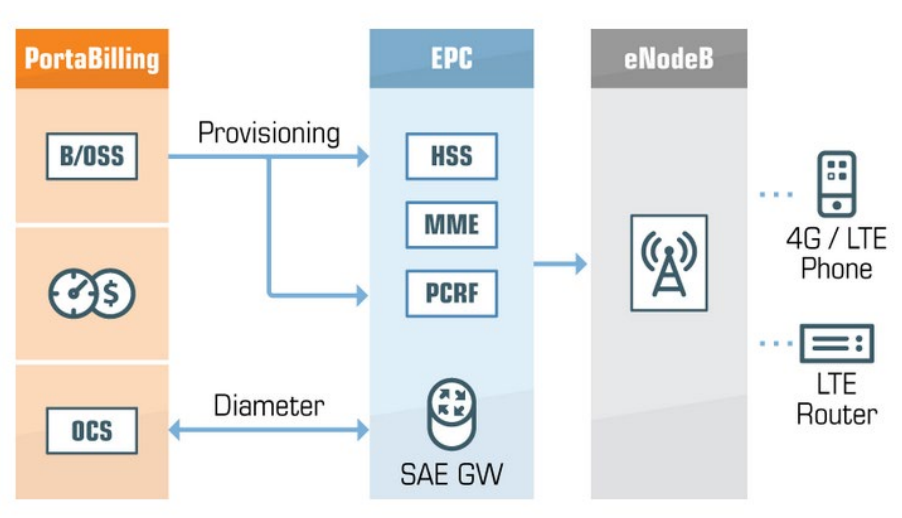 PortaBilling
EPC
eNodeB
B/OSS
Provisioning
HSS
MME
PCRF
$
4G / LTE
Phone
OCS
Diameter
SAE GW
LTE
Router